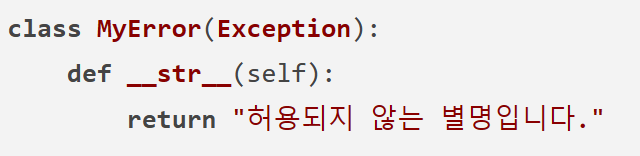 class MyError(Exception):
    def __str__(self):
        return "허용되지 않는 별명입니다."